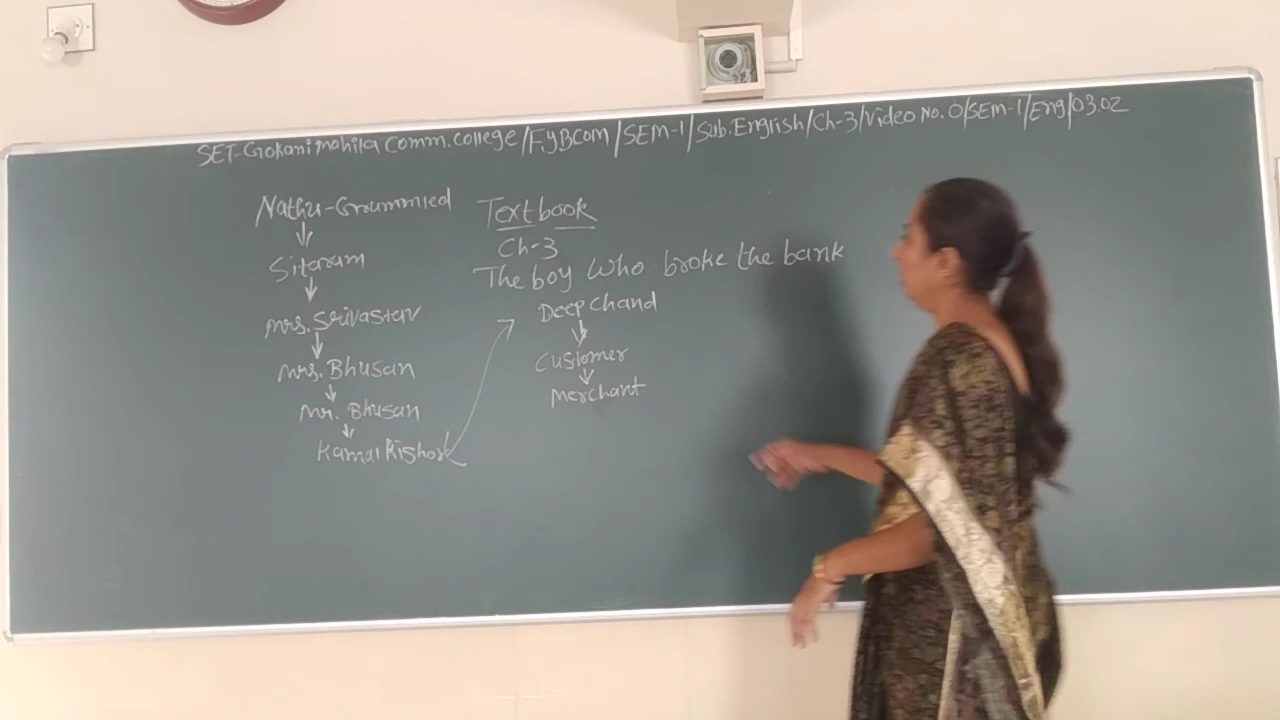 SET-Gokani Mahila Comm. College/F.Y.BCOM/SEM-1/Sub.English/Ch-3/Video No. 0/SEM-1/Eng/03.02
Nathu-Grummled
Sitaram
Mrs. Srivastav
Mrs. Bhusan
Mr. Bhusan
Kamal Kishor
Textbook
Ch-3
The boy who broke the bank
Deep Chand
Customer
Merchant